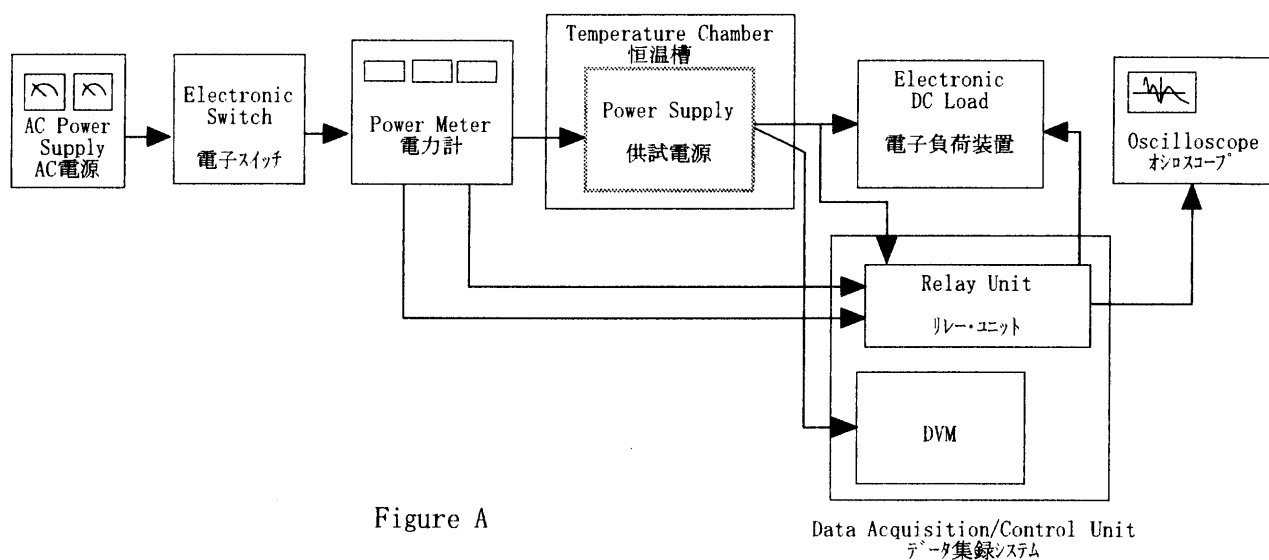 AC Power
Supply
AC電源
Electronic
Switch
電子スイッチ
Power Meter
電力計
Temperature Chamber
恒温槽
Power Supply
供試電源
Electronic
DC Load
電子負荷装置
Oscilloscope
オシロスコープ
Relay Unit
リレー・ユニット
DVM
Data Acquisition/Control Unit
データ集録システム
Figure A